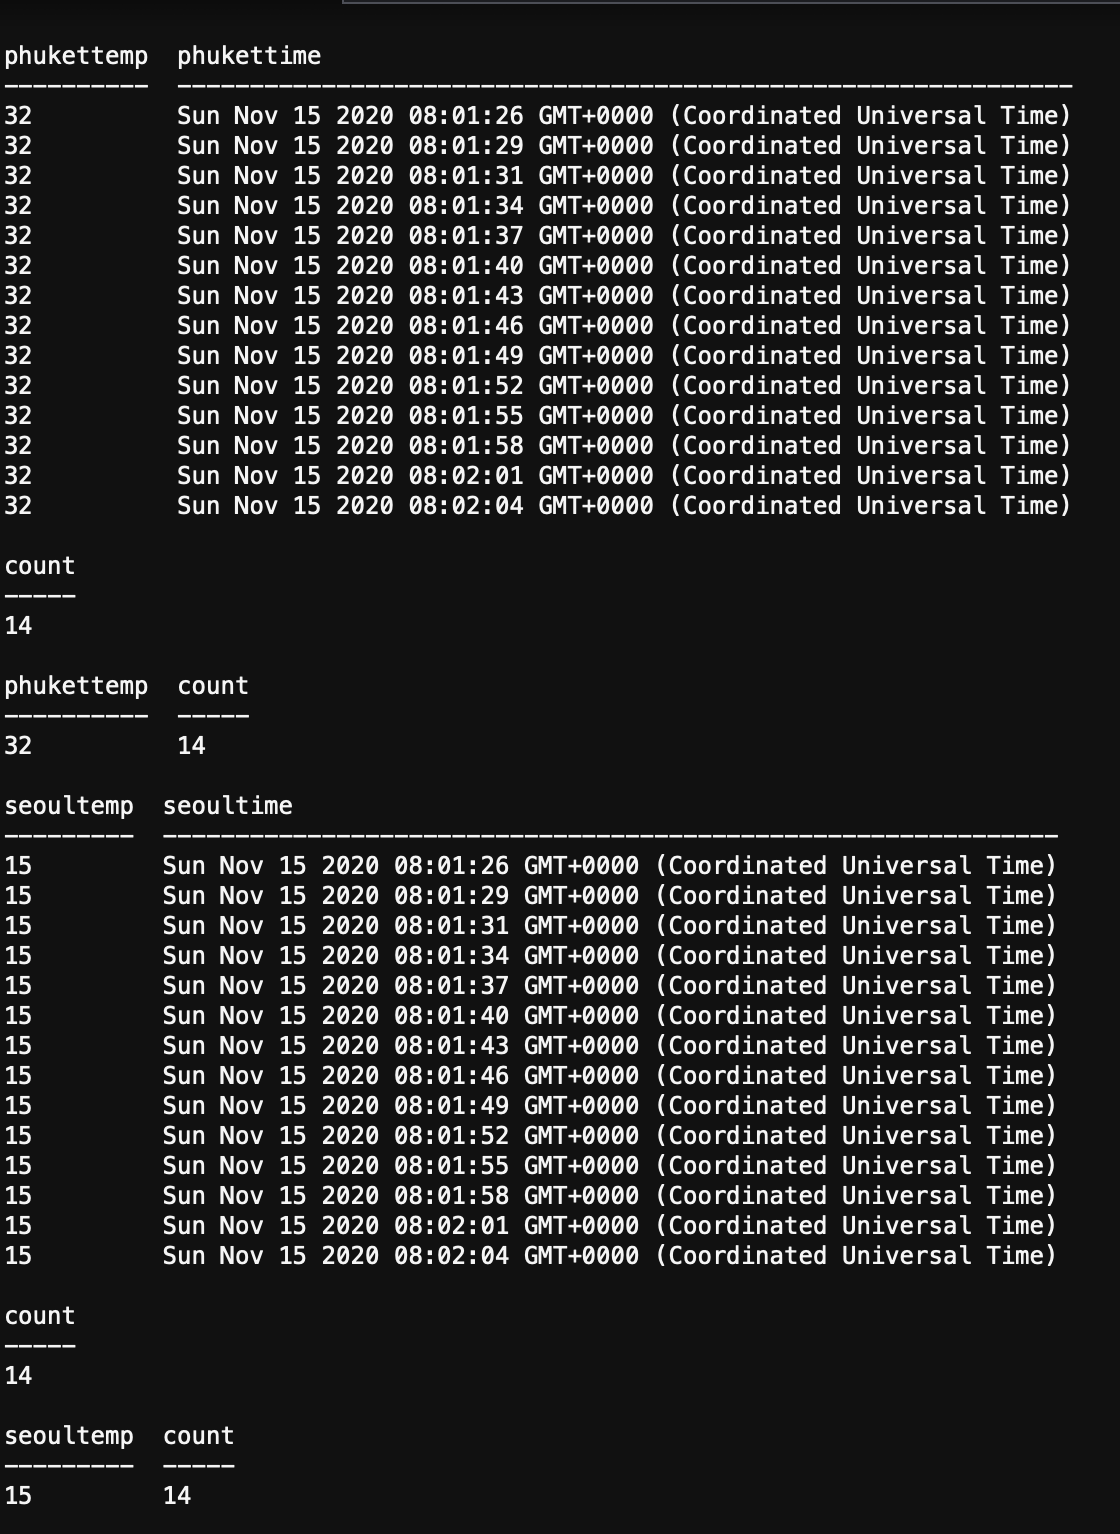 phukettemp  phukettime
----------  --------------------------------------------------------------
32          Sun Nov 15 2020 08:01:26 GMT+0000 (Coordinated Universal Time)
32          Sun Nov 15 2020 08:01:29 GMT+0000 (Coordinated Universal Time)
32          Sun Nov 15 2020 08:01:31 GMT+0000 (Coordinated Universal Time)
32          Sun Nov 15 2020 08:01:34 GMT+0000 (Coordinated Universal Time)
32          Sun Nov 15 2020 08:01:37 GMT+0000 (Coordinated Universal Time)
32          Sun Nov 15 2020 08:01:40 GMT+0000 (Coordinated Universal Time)
32          Sun Nov 15 2020 08:01:43 GMT+0000 (Coordinated Universal Time)
32          Sun Nov 15 2020 08:01:46 GMT+0000 (Coordinated Universal Time)
32          Sun Nov 15 2020 08:01:49 GMT+0000 (Coordinated Universal Time)
32          Sun Nov 15 2020 08:01:52 GMT+0000 (Coordinated Universal Time)
32          Sun Nov 15 2020 08:01:55 GMT+0000 (Coordinated Universal Time)
32          Sun Nov 15 2020 08:01:58 GMT+0000 (Coordinated Universal Time)
32          Sun Nov 15 2020 08:02:01 GMT+0000 (Coordinated Universal Time)
32          Sun Nov 15 2020 08:02:04 GMT+0000 (Coordinated Universal Time)
count
-----
14
phukettemp  count
----------  -----
32          14
seoultemp  seoultime
---------  --------------------------------------------------------------
15         Sun Nov 15 2020 08:01:26 GMT+0000 (Coordinated Universal Time)
15         Sun Nov 15 2020 08:01:29 GMT+0000 (Coordinated Universal Time)
15         Sun Nov 15 2020 08:01:31 GMT+0000 (Coordinated Universal Time)
15         Sun Nov 15 2020 08:01:34 GMT+0000 (Coordinated Universal Time)
15         Sun Nov 15 2020 08:01:37 GMT+0000 (Coordinated Universal Time)
15         Sun Nov 15 2020 08:01:40 GMT+0000 (Coordinated Universal Time)
15         Sun Nov 15 2020 08:01:43 GMT+0000 (Coordinated Universal Time)
15         Sun Nov 15 2020 08:01:46 GMT+0000 (Coordinated Universal Time)
15         Sun Nov 15 2020 08:01:49 GMT+0000 (Coordinated Universal Time)
15         Sun Nov 15 2020 08:01:52 GMT+0000 (Coordinated Universal Time)
15         Sun Nov 15 2020 08:01:55 GMT+0000 (Coordinated Universal Time)
15         Sun Nov 15 2020 08:01:58 GMT+0000 (Coordinated Universal Time)
15         Sun Nov 15 2020 08:02:01 GMT+0000 (Coordinated Universal Time)
15         Sun Nov 15 2020 08:02:04 GMT+0000 (Coordinated Universal Time)
count
-----
14
seoultemp  count
---------  -----
15         14